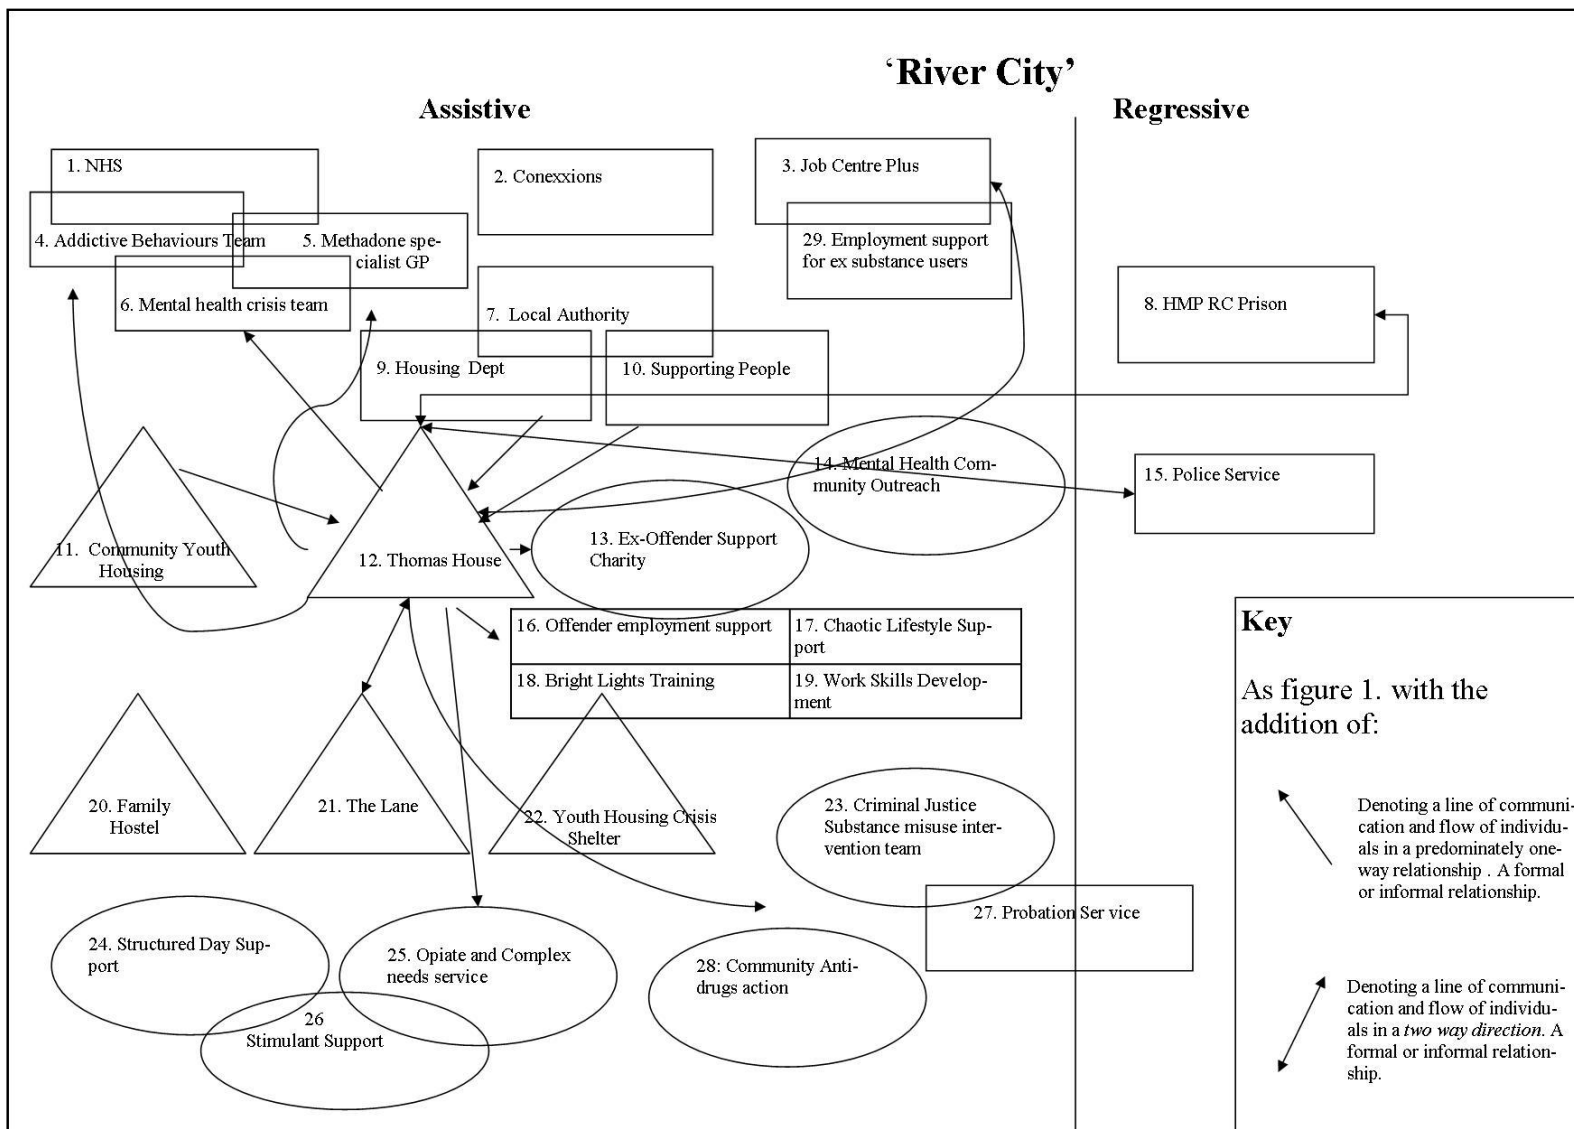 ‘River City’
Assistive
Regressive
1. NHS
2. Conexxions
3. Job Centre Plus
4. Addictive Behaviours Team
5. Methadone spe-
cialist GP
29. Employment support
for ex substance users
6. Mental health crisis team
7. Local Authority
8. HMP RC Prison
9. Housing Dept
10. Supporting People
14. Mental Health Com-
munity Outreach
15. Police Service
11. Community Youth
Housing
12. Thomas House
13. Ex-Offender Support
Charity
16. Offender employment support
17. Chaotic Lifestyle Sup-
port
18. Bright Lights Training
19. Work Skills Develop-
ment
20. Family
Hostel
21. The Lane
22. Youth Housing Crisis
Shelter
23. Criminal Justice
Substance misuse inter-
vention team
24. Structured Day Sup-
port
25. Opiate and Complex
needs service
26
Stimulant Support
27. Probation Ser vice
28: Community Anti-
drugs action
Key
As figure 1. with the
addition of:
Denoting a line of communi-
cation and flow of individu-
als in a predominately one-
way relationship . A formal
or informal relationship.
Denoting a line of communi-
cation and flow of individu-
als in a two way direction. A
formal or informal relation-
ship.